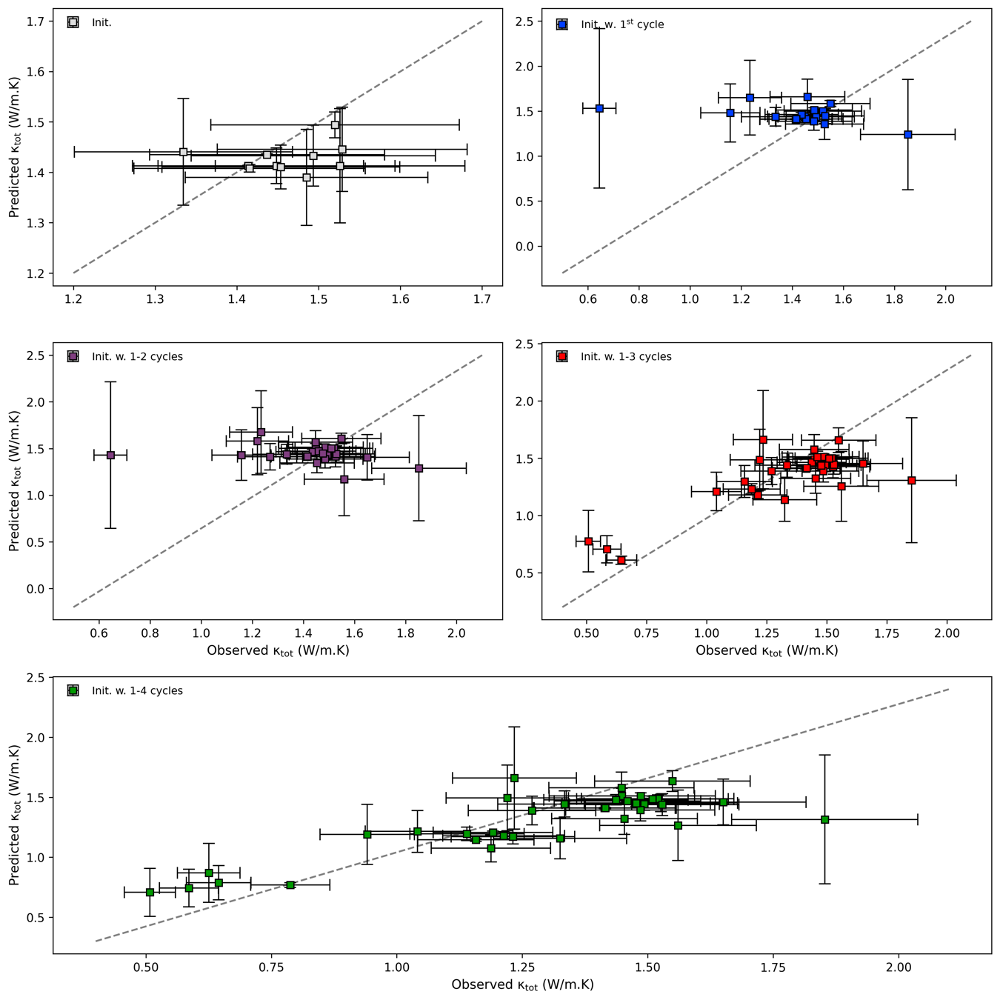 Init.
Predicted κtot (W/m.K)
1.7
1.6
1.5
1.4
1.3
1.2
1.2 1.3 1.4 1.5 1.6 1.7
Init. w. 1st cycle
2.5
2.0
1.5
1.0
0.5
0.0
0.6 0.8 1.0 1.2 1.4 1.6 1.8 2.0
Init. w. 1-2 cycles
Predicted κtot (W/m.K)
2.5
2.0
1.5
1.0
0.5
0.0
0.6 0.8 1.0 1.2 1.4 1.6 1.8 2.0
Observed κtot (W/m.K)
Init. w. 1-3 cycles
2.5
2.0
1.5
1.0
0.5
0.50 0.75 1.00 1.25 1.50 1.75 2.00
Observed κtot (W/m.K)
Init. w. 1-4 cycles
Predicted κtot (W/m.K)
2.5
2.0
1.5
1.0
0.5
0.50 0.75 1.00 1.25 1.50 1.75 2.00
Observed κtot (W/m.K)